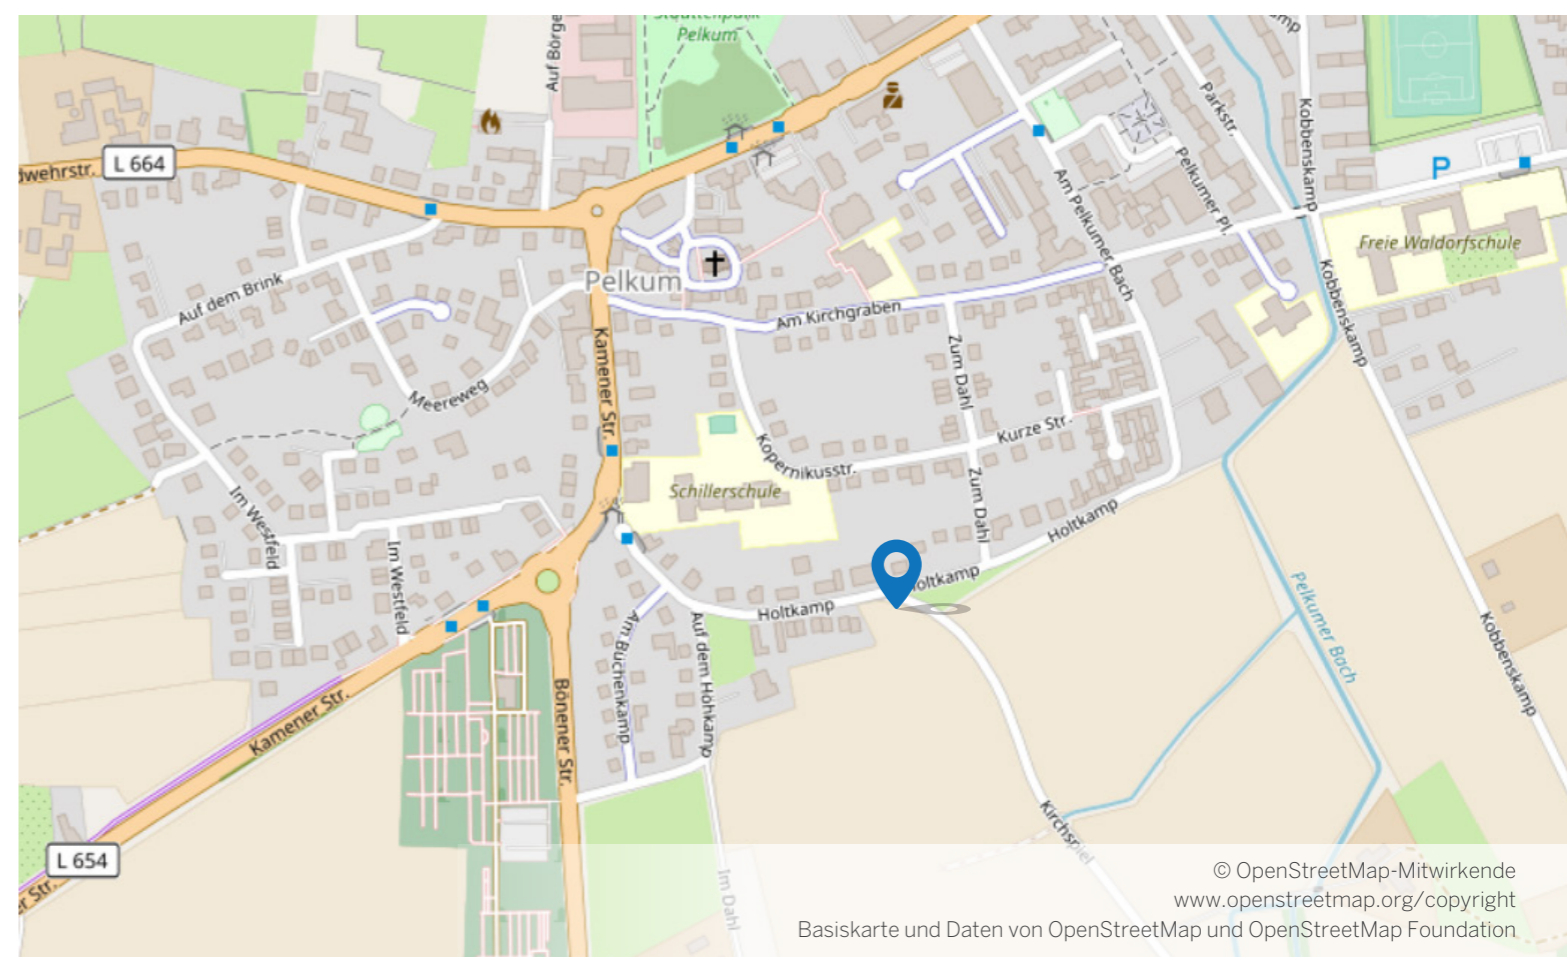 Pelkum
Auf Börge
Parkstr.
Kobbenskamp
L 664
P
Pelkumer Pl.
Am Pelkumer Bach
Freie Waldorfschule
Auf dem Brink
Pelkum
Kobbenskamp
Am Kirchgraben
Kamener Str.
Zum Dahl
Meereweg
Kurze Str.
Kopernikusstr.
Schillerschule
Im Westfeld
Zum Dahl
Holtkamp
Im Westfeld
Holtkamp
Holtkamp
Pelkumer Bach
Am Buchenkamp
Auf dem Hohkamp
Kobbenskamp
Kamener Str.
Bönener Str.
Kirchspiel
L 654
Im Dahl
© OpenStreetMap-Mitwirkende
www.openstreetmap.org/copyright
Basiskarte und Daten von OpenStreetMap und OpenStreetMap Foundation